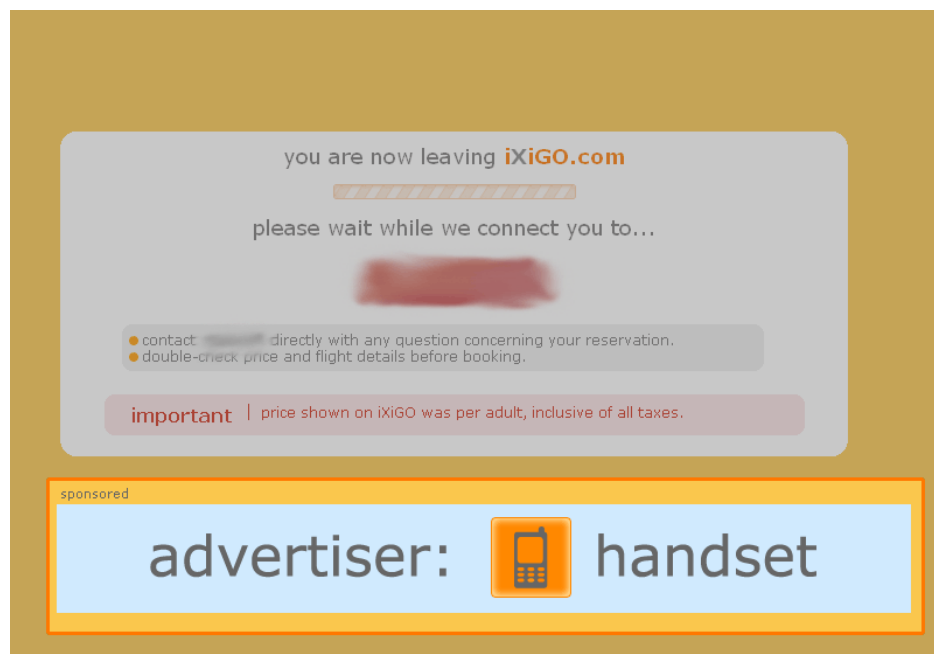 you are now leaving iXiGO.com
please wait while we connect you to...
contact directly with any question concerning your reservation.
double-check price and flight details before booking.
important | price shown on iXiGO was per adult, inclusive of all taxes.
sponsored
advertiser: handset